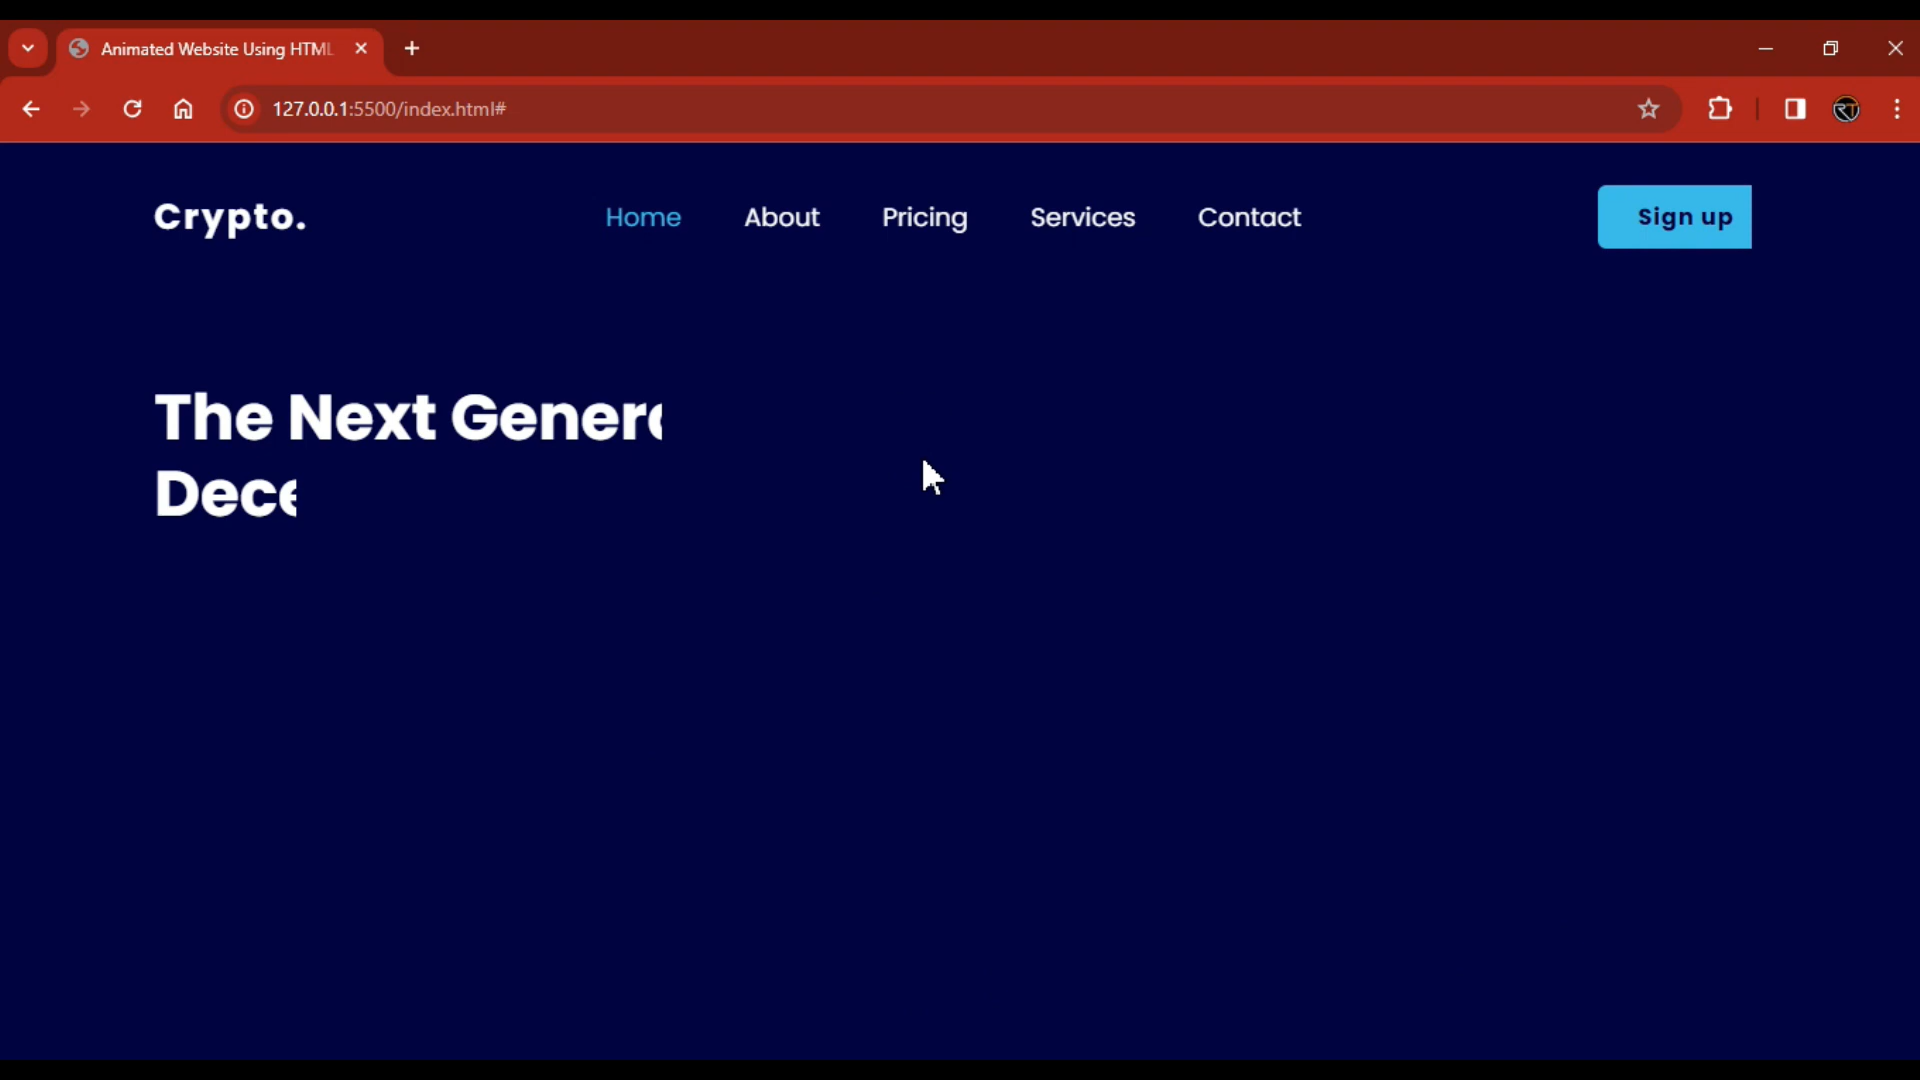 Animated Website Using HTML
127.0.0.1:5500/index.html#
Crypto.
Home About Pricing Services Contact
Sign up
The Next Gener
Dece